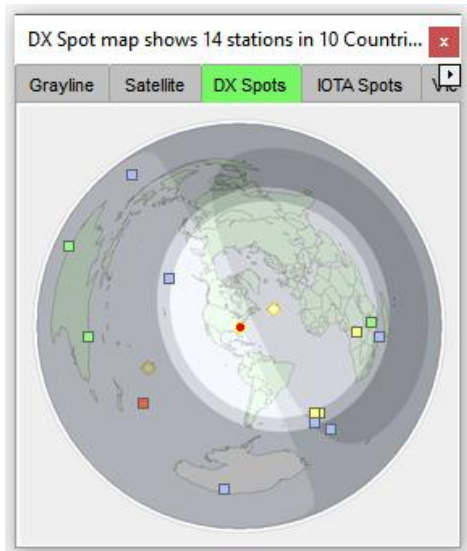 DX Spot map shows 14 stations in 10 Countri...
x
Grayline Satellite DX Spots IOTA Spots